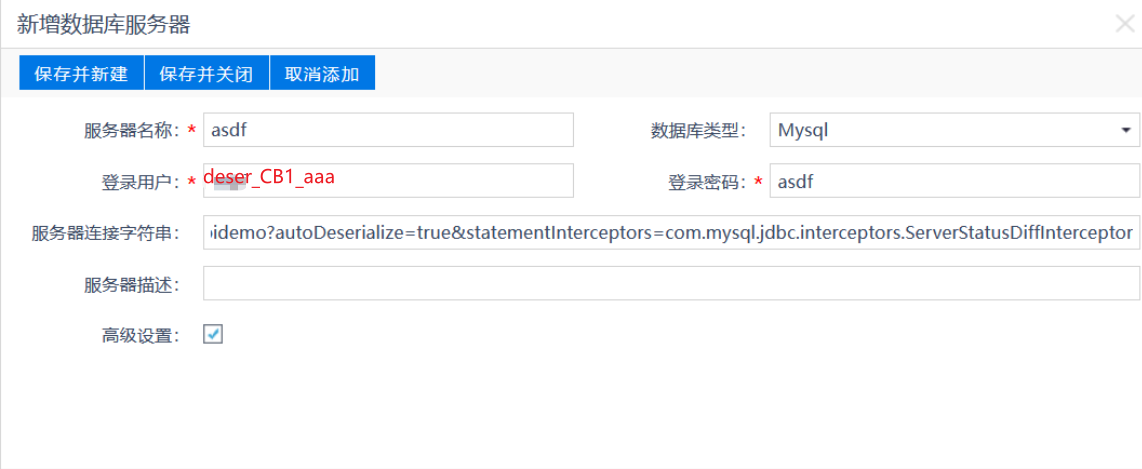 新增数据库服务器
保存并新建 保存并关闭 取消添加
服务器名称: * asdf 数据库类型: Mysql
登录用户: * deser_CB1_aaa 登录密码: * asdf
服务器连接字符串: idemo?autoDeserialize=true&statementInterceptors=com.mysql.jdbc.interceptors.ServerStatusDiffInterceptor
服务器描述:
高级设置: